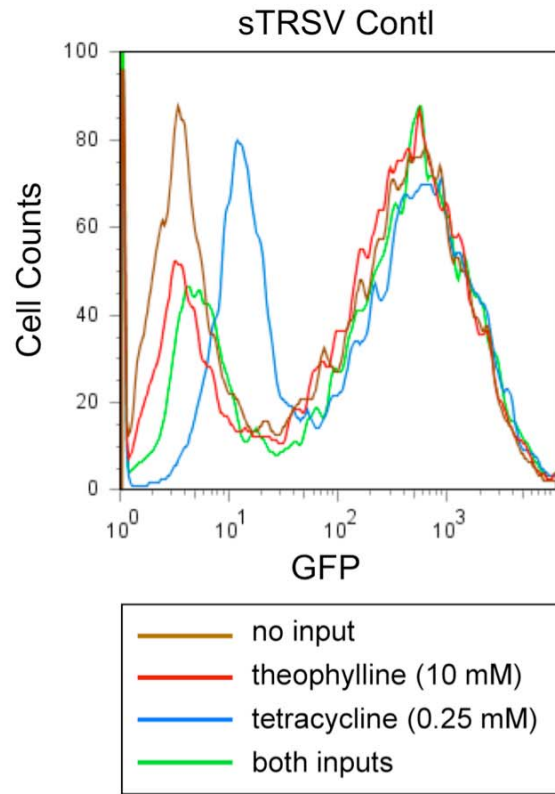 sTRSV Contl
100
80
60
40
20
0
Cell Counts
10^0 10^1 10^2 10^3
GFP
no input
theophylline (10 mM)
tetracycline (0.25 mM)
both inputs